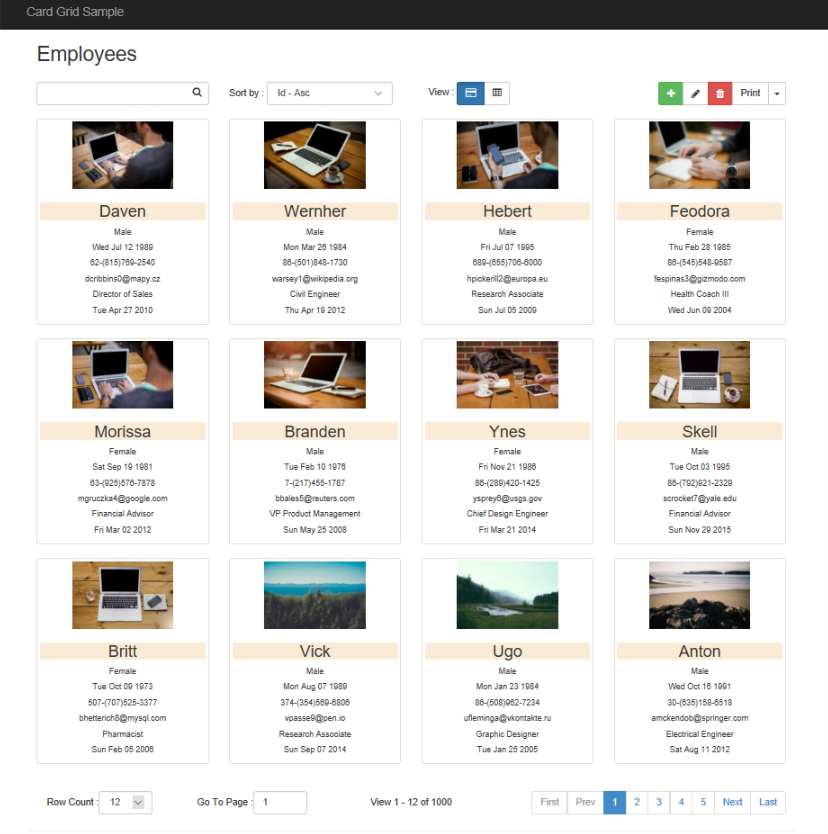 Card Grid Sample
Employees
Sort by : Id - Asc View : Print
Daven Wernher Hebert Feodora
Male Male Male Female
Wed Jul 12 1989 Mon Mar 26 1984 Fri Jul 07 1995 Thu Feb 28 1985
62-(815)769-2540 86-(501)848-1730 689-(655)706-6000 86-(545)548-9587
dcribbins0@mapy.cz warsey1@wikipedia.org hpickerill2@europa.eu fespinas3@gizmodo.com
Director of Sales Civil Engineer Research Associate Health Coach III
Tue Apr 27 2010 Thu Apr 19 2012 Sun Jul 05 2009 Wed Jun 09 2004
Morissa Branden Ynes Skell
Female Male Female Male
Sat Sep 19 1981 Tue Feb 10 1976 Fri Nov 21 1986 Tue Oct 03 1995
63-(925)576-7878 7-(217)455-1787 86-(289)420-1425 86-(792)921-2329
mgruczka4@google.com bbales5@reuters.com ysprey6@usgs.gov scrocket7@yale.edu
Financial Advisor VP Product Management Chief Design Engineer Financial Advisor
Fri Mar 02 2012 Sun May 25 2008 Fri Mar 21 2014 Sun Nov 29 2015
Britt Vick Ugo Anton
Female Male Male Male
Tue Oct 09 1973 Mon Aug 07 1989 Mon Jan 23 1984 Wed Oct 16 1991
507-(707)525-3377 374-(354)569-6806 86-(508)962-7234 30-(635)158-6518
bhetterich8@mysql.com vpasse9@pen.io ufleminga@vkontakte.ru amckendob@springer.com
Pharmacist Research Associate Graphic Designer Electrical Engineer
Sun Feb 05 2006 Sun Sep 07 2014 Tue Jan 25 2005 Sat Aug 11 2012
Row Count : 12 Go To Page : 1 View 1 - 12 of 1000 First Prev 1 2 3 4 5 Next Last